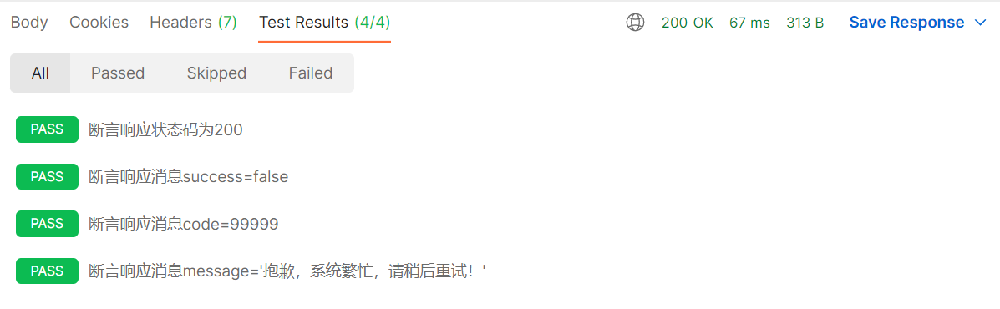 Body Cookies Headers (7) Test Results (4/4) 200 OK 67 ms 313 B Save Response
All Passed Skipped Failed
PASS 断言响应状态码为200
PASS 断言响应消息success=false
PASS 断言响应消息code=99999
PASS 断言响应消息message='抱歉，系统繁忙，请稍后重试！'